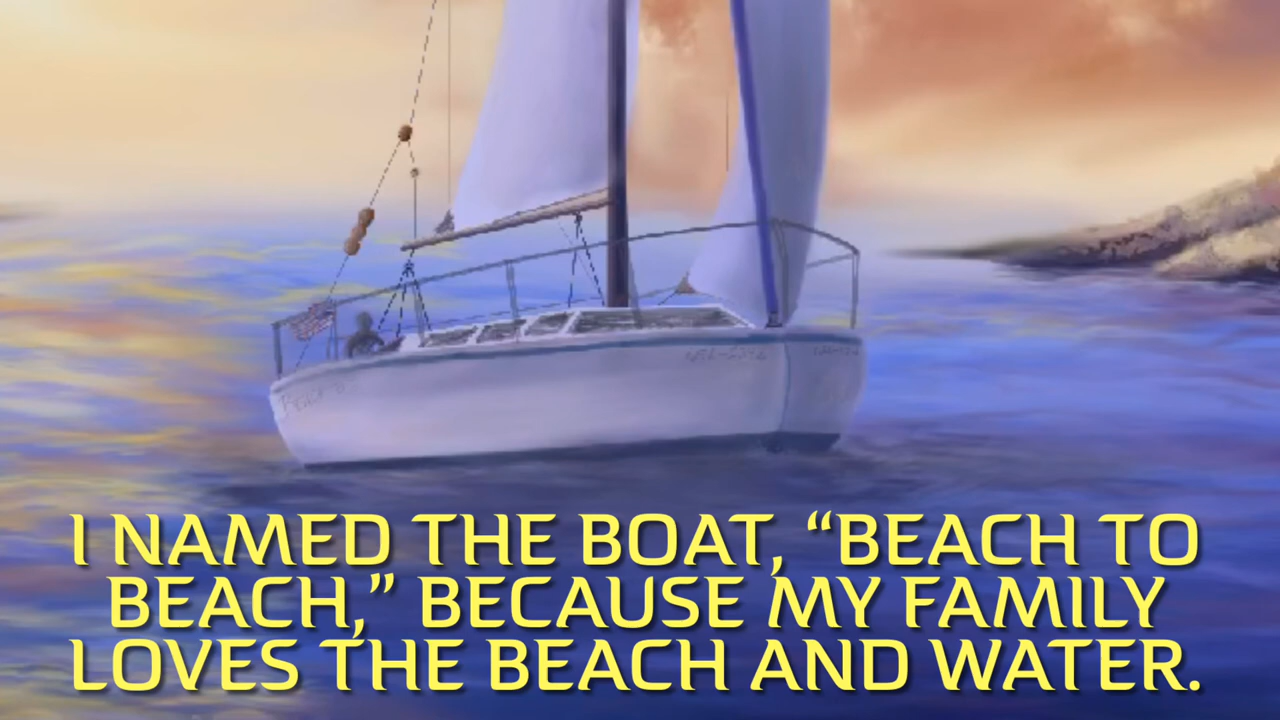 I NAMED THE BOAT, “BEACH TO
BEACH,” BECAUSE MY FAMILY
LOVES THE BEACH AND WATER.